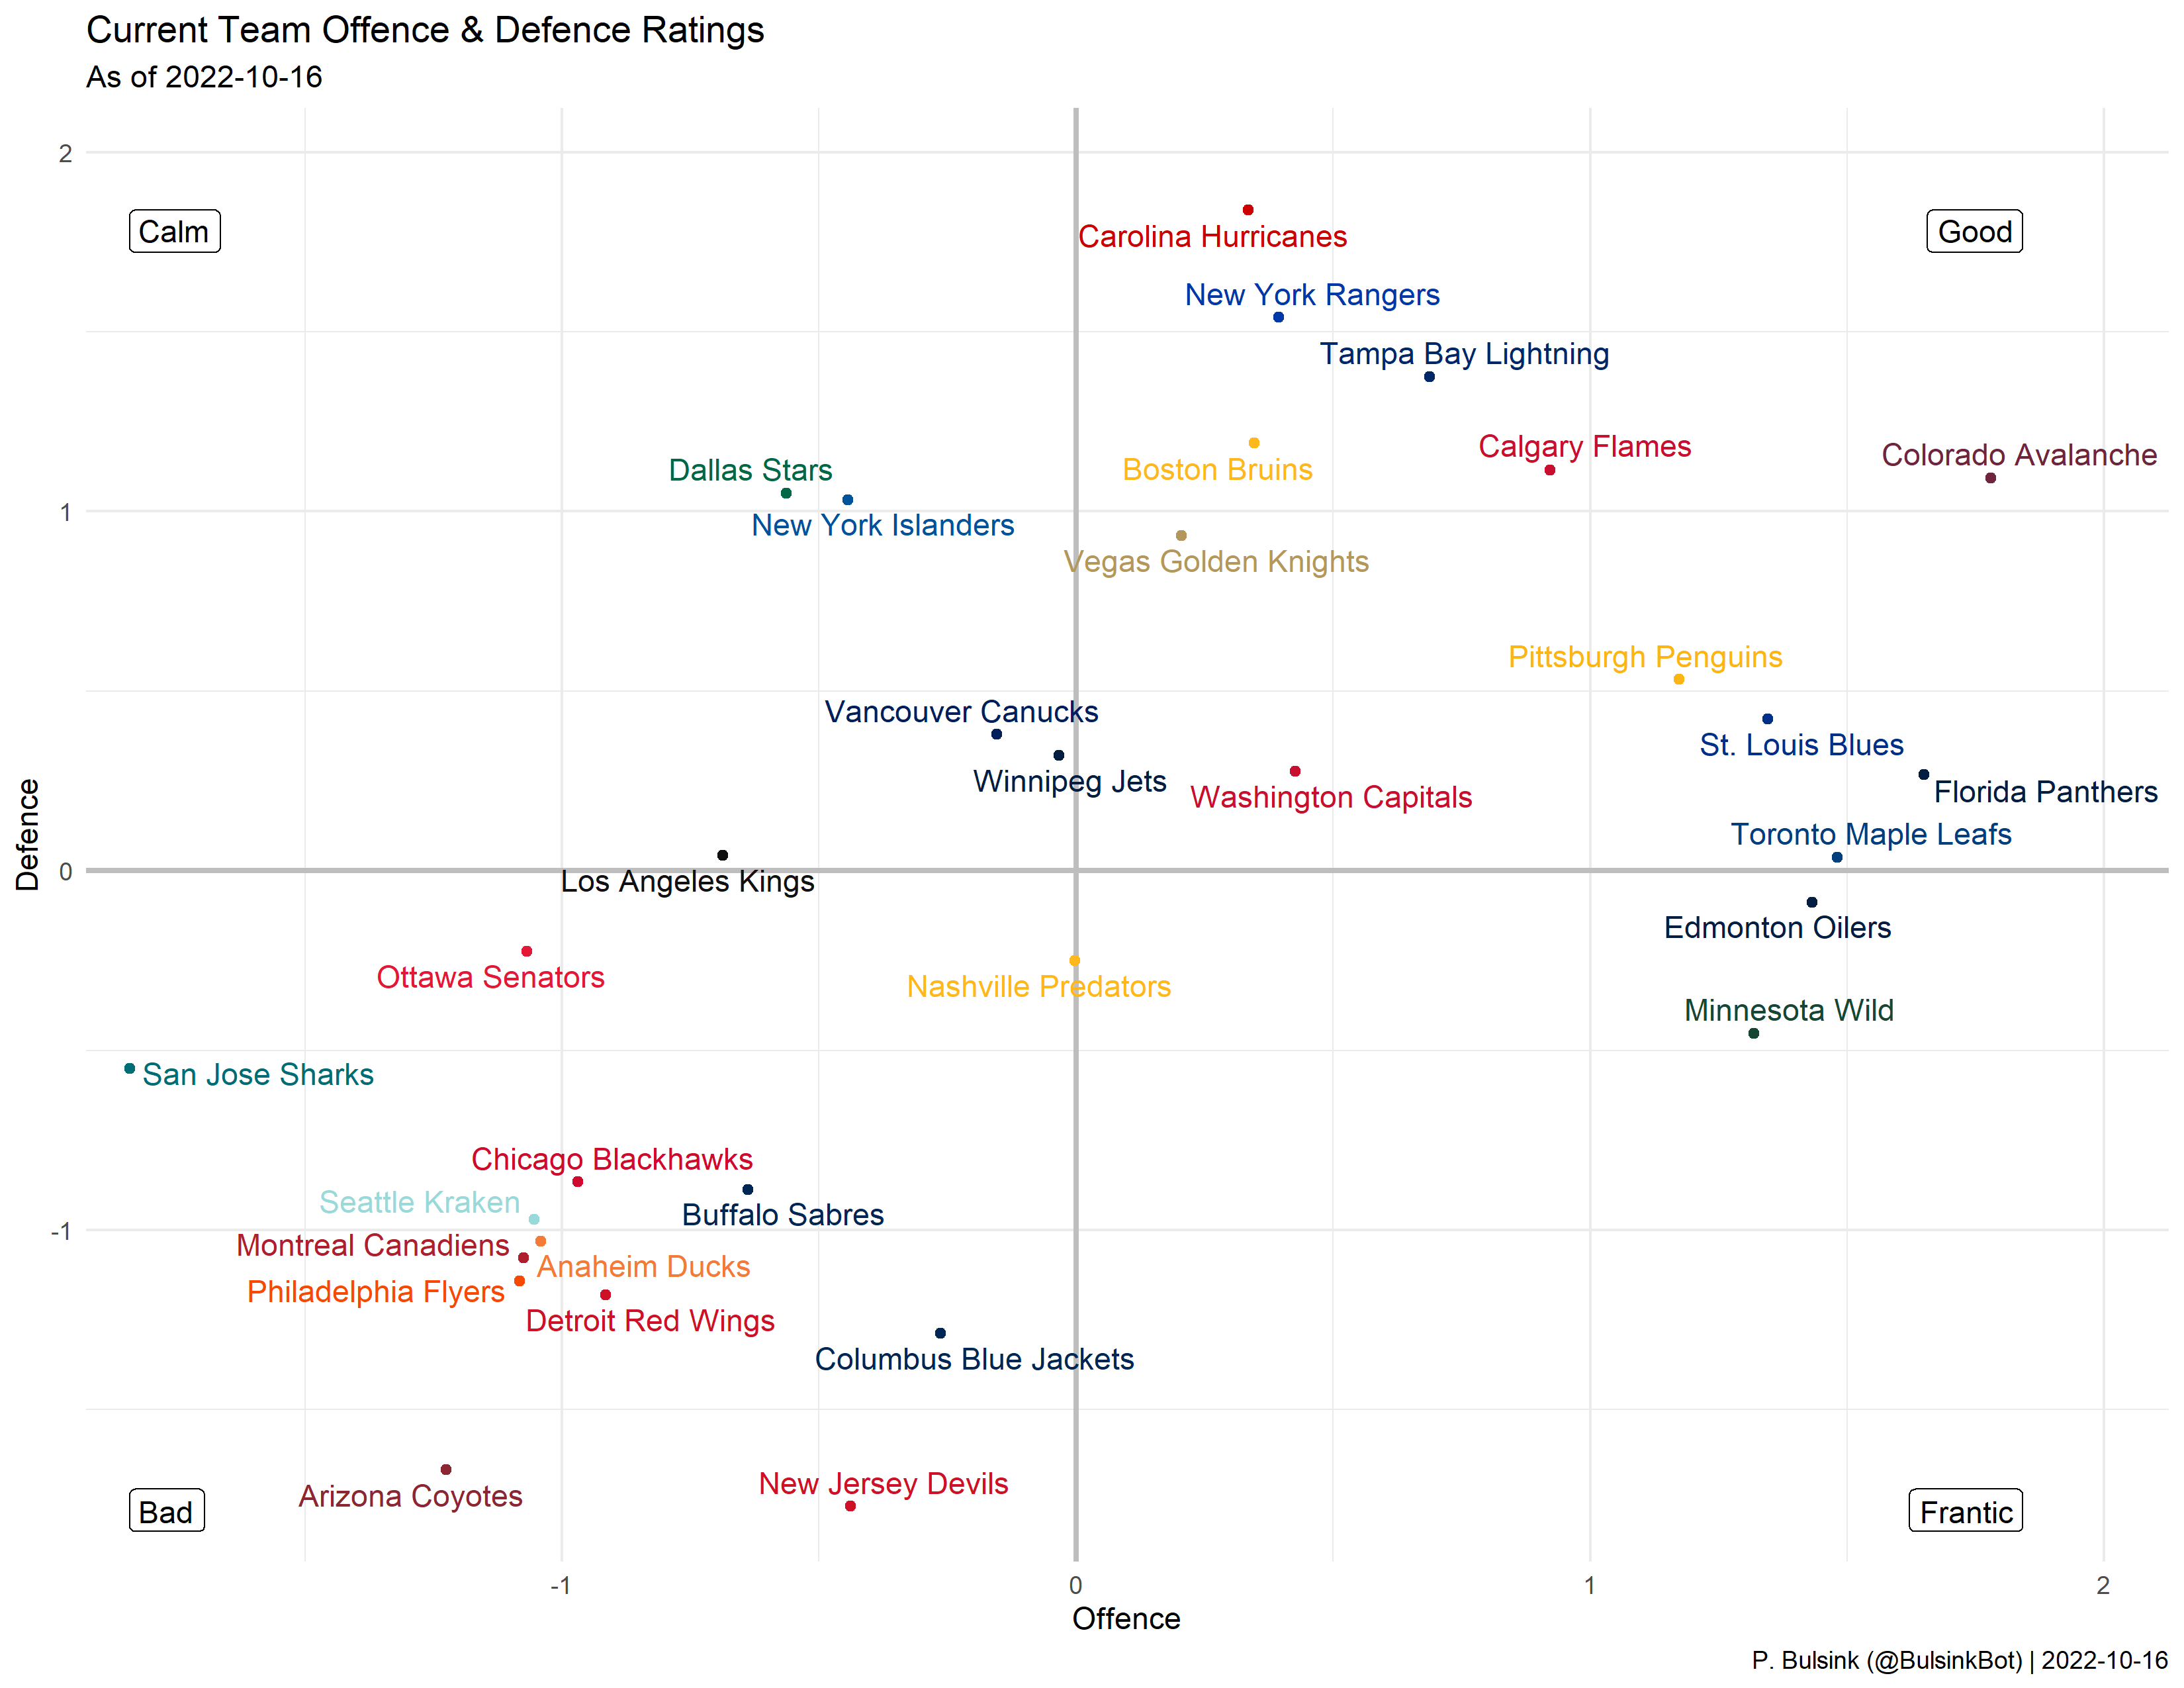 Current Team Offence & Defence Ratings
As of 2022-10-16
2
Calm
Good
Carolina Hurricanes
New York Rangers
Tampa Bay Lightning
Calgary Flames
Colorado Avalanche
Dallas Stars
Boston Bruins
1
New York Islanders
Vegas Golden Knights
Pittsburgh Penguins
Vancouver Canucks
St. Louis Blues
Winnipeg Jets
Washington Capitals
Florida Panthers
Toronto Maple Leafs
Defence
0
Los Angeles Kings
Edmonton Oilers
Ottawa Senators
Nashville Predators
Minnesota Wild
San Jose Sharks
Chicago Blackhawks
Seattle Kraken
Buffalo Sabres
-1
Montreal Canadiens
Anaheim Ducks
Philadelphia Flyers
Detroit Red Wings
Columbus Blue Jackets
New Jersey Devils
Arizona Coyotes
Bad
Frantic
-1
0
1
2
Offence
P. Bulsink (@BulsinkBot) | 2022-10-16